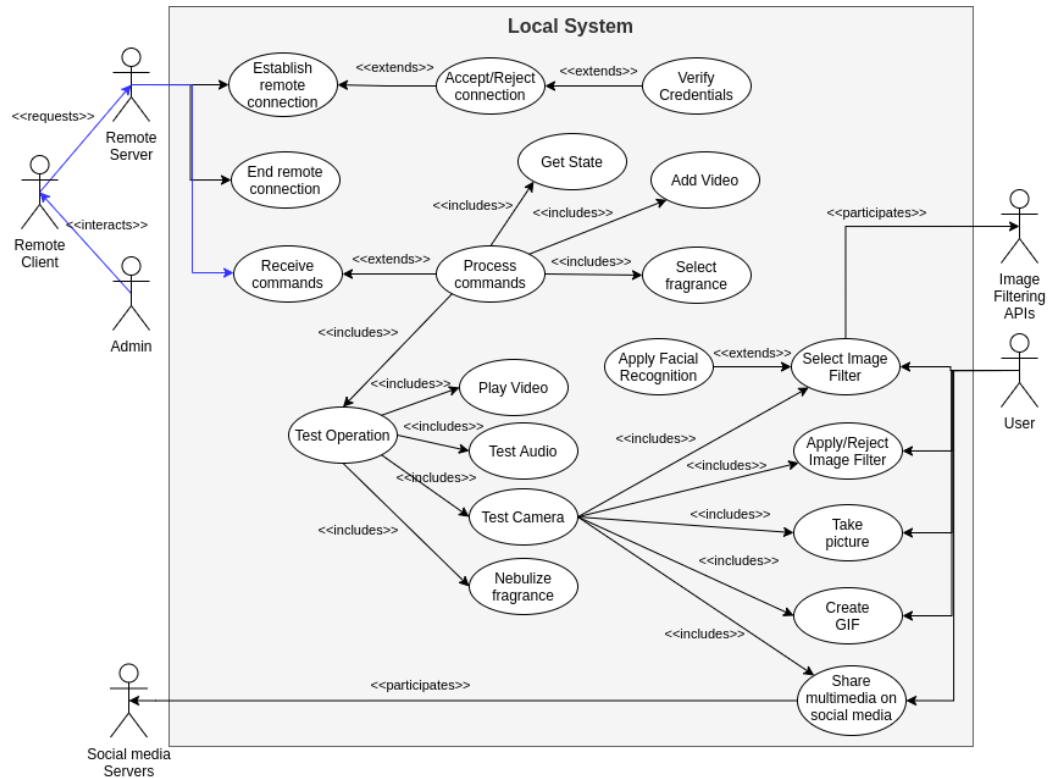 Local System
Establish
remote
connection
<<extends>>
Accept/Reject
connection
<<extends>>
Verify
Credentials
<<requests>>
Remote
Server
End remote
connection
Get State
Add Video
<<includes>>
<<includes>>
<<participates>>
Remote
Client
<<interacts>>
Image
Filtering
APIs
Receive
commands
<<extends>>
Process
commands
<<includes>>
Select
fragrance
Admin
<<includes>>
Apply Facial
Recognition
<<extends>>
Select Image
Filter
User
<<includes>>
Play Video
Test Operation
<<includes>>
Test Audio
<<includes>>
<<includes>>
Apply/Reject
Image Filter
<<includes>>
<<includes>>
Test Camera
<<includes>>
Take
picture
<<includes>>
Nebulize
fragrance
<<includes>>
Create
GIF
<<includes>>
Share
multimedia on
social media
<<participates>>
Social media
Servers